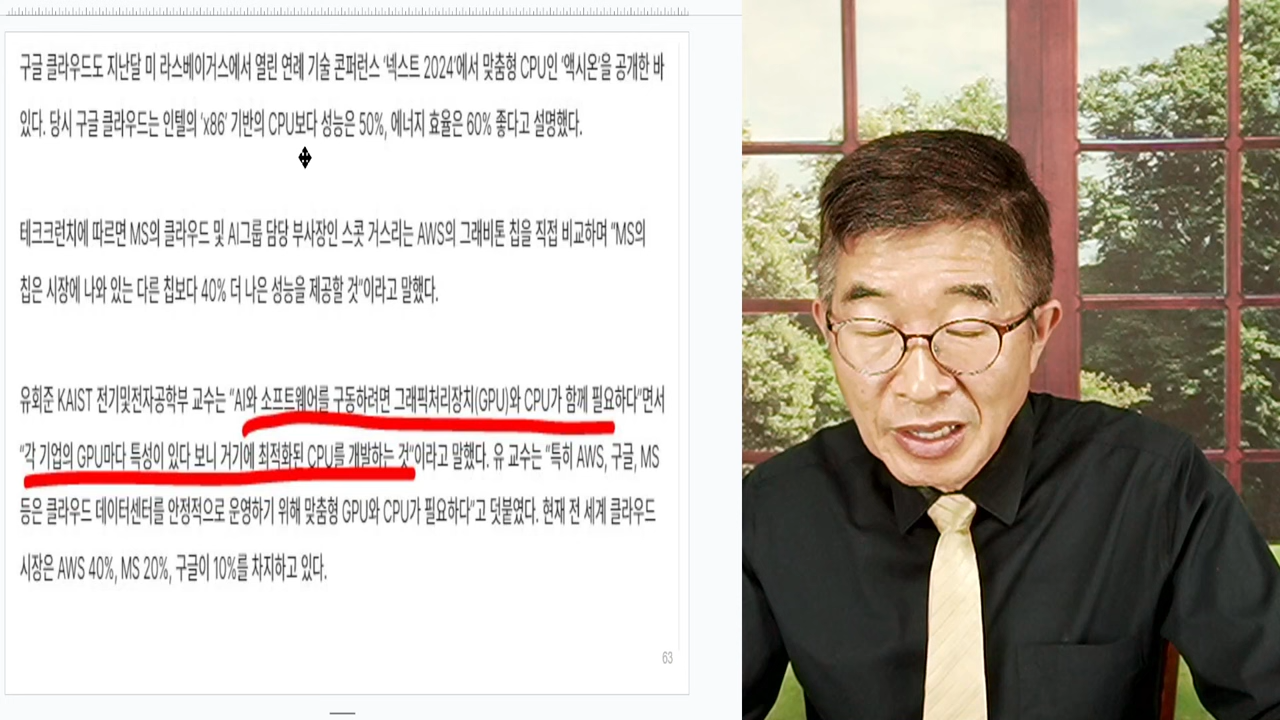 구글 클라우드도 지난달 미 라스베이거스에서 열린 연례 기술 콘퍼런스 ‘넥스트 2024’에서 맞춤형 CPU인 ‘액시온’을 공개한 바
있다. 당시 구글 클라우드는 인텔의 ‘x86’ 기반의 CPU보다 성능은 50%, 에너지 효율은 60% 좋다고 설명했다.
테크크런치에 따르면 MS의 클라우드 및 AI그룹 담당 부사장인 스콧 거스리는 AWS의 그래비톤 칩을 직접 비교하며 “MS의
칩은 시장에 나와 있는 다른 칩보다 40% 더 나은 성능을 제공할 것”이라고 말했다.
유회준 KAIST 전기및전자공학부 교수는 “AI와 소프트웨어를 구동하려면 그래픽처리장치(GPU)와 CPU가 함께 필요하다”면서
“각 기업의 GPU마다 특성이 있다 보니 거기에 최적화된 CPU를 개발하는 것”이라고 말했다. 유 교수는 “특히 AWS, 구글, MS
등은 클라우드 데이터센터를 안정적으로 운영하기 위해 맞춤형 GPU와 CPU가 필요하다”고 덧붙였다. 현재 전 세계 클라우드
시장은 AWS 40%, MS 20%, 구글이 10%를 차지하고 있다.
63